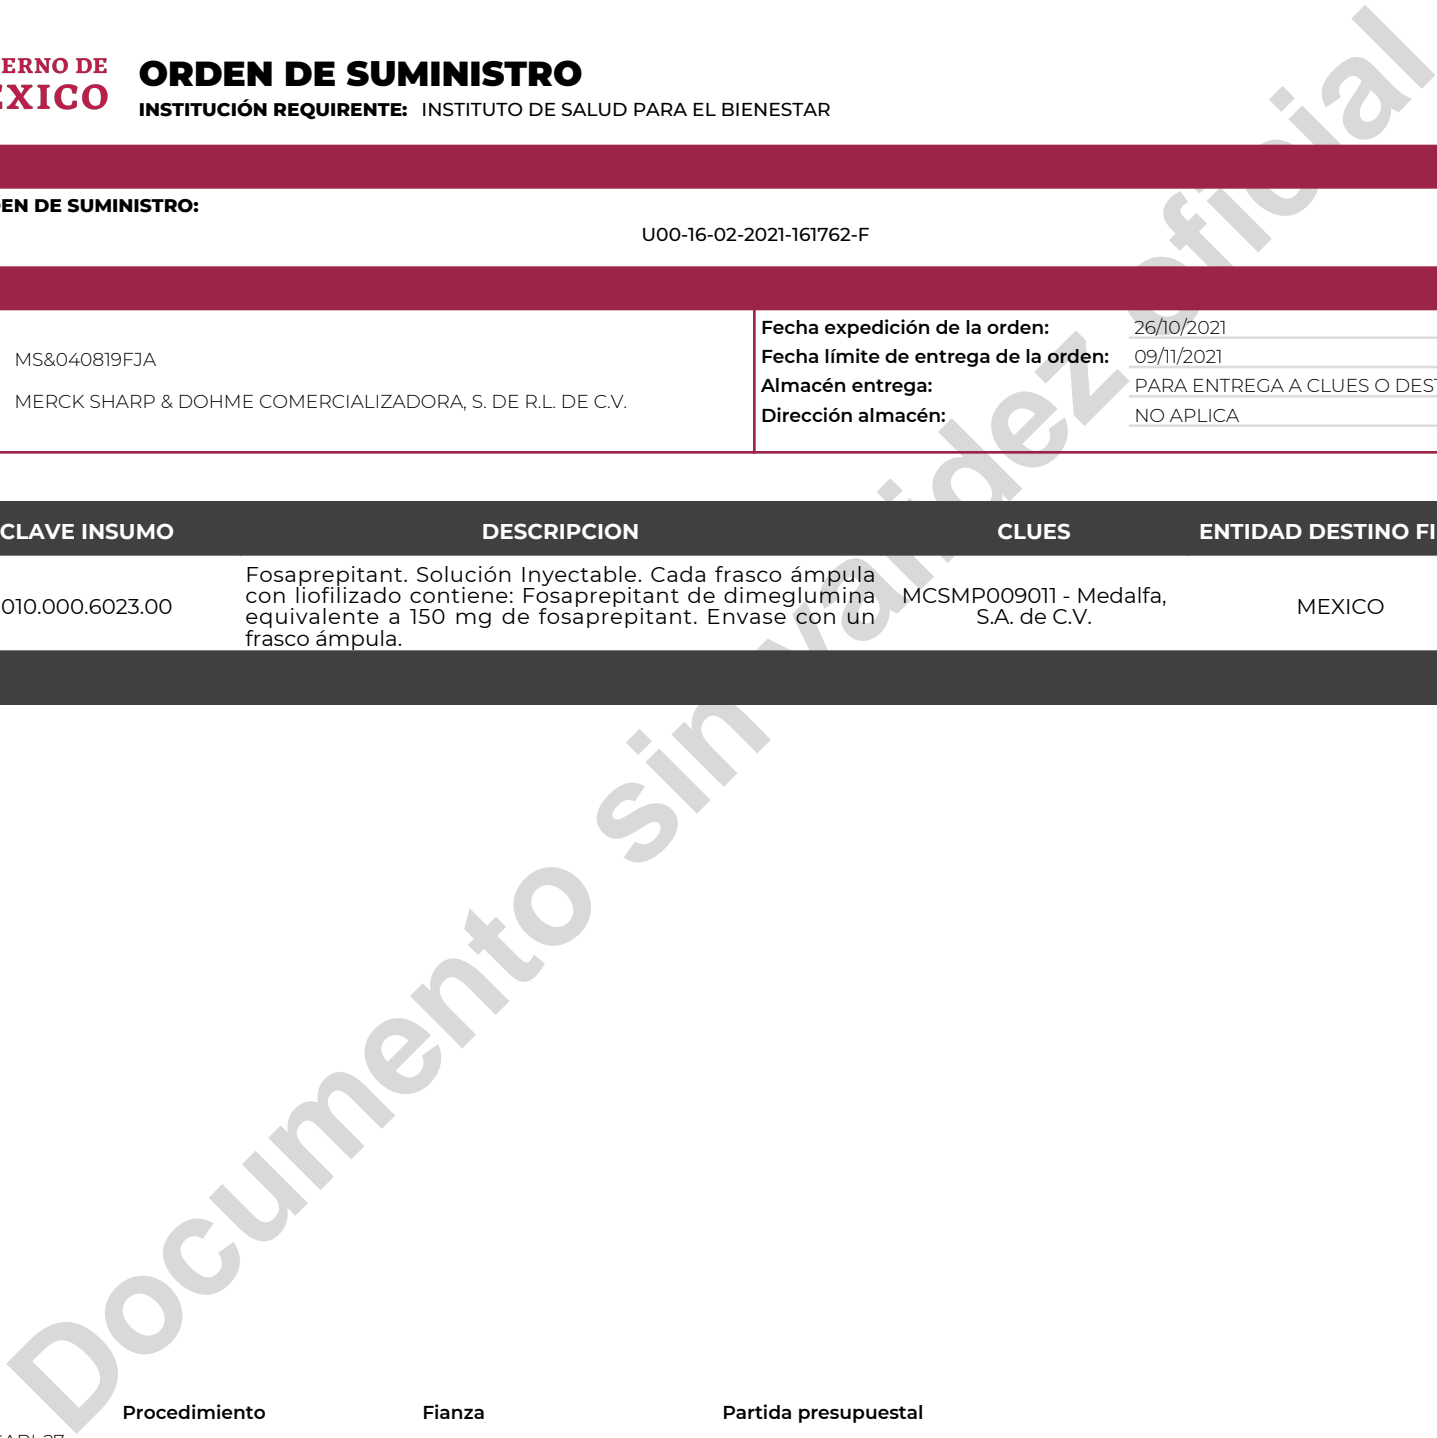 ERNO DE
EXICO
ORDEN DE SUMINISTRO
INSTITUCIÓN REQUIRENTE: INSTITUTO DE SALUD PARA EL BIENESTAR
EN DE SUMINISTRO:
U00-16-02-2021-161762-F
MS&040819FJA
MERCK SHARP & DOHME COMERCIALIZADORA, S. DE R.L. DE C.V.
Fecha expedición de la orden: 26/10/2021
Fecha límite de entrega de la orden: 09/11/2021
Almacén entrega: PARA ENTREGA A CLUES O DEST
Dirección almacén: NO APLICA
CLAVE INSUMO DESCRIPCION CLUES ENTIDAD DESTINO FI
010.000.6023.00
Fosaprepitant. Solución Inyectable. Cada frasco ámpula
con liofilizado contiene: Fosaprepitant de dimeglumina
equivalente a 150 mg de fosaprepitant. Envase con un
frasco ámpula.
MCSMP009011 - Medalfa,
S.A. de C.V.
MEXICO
Documento sin validez oficial
Procedimiento Fianza Partida presupuestal